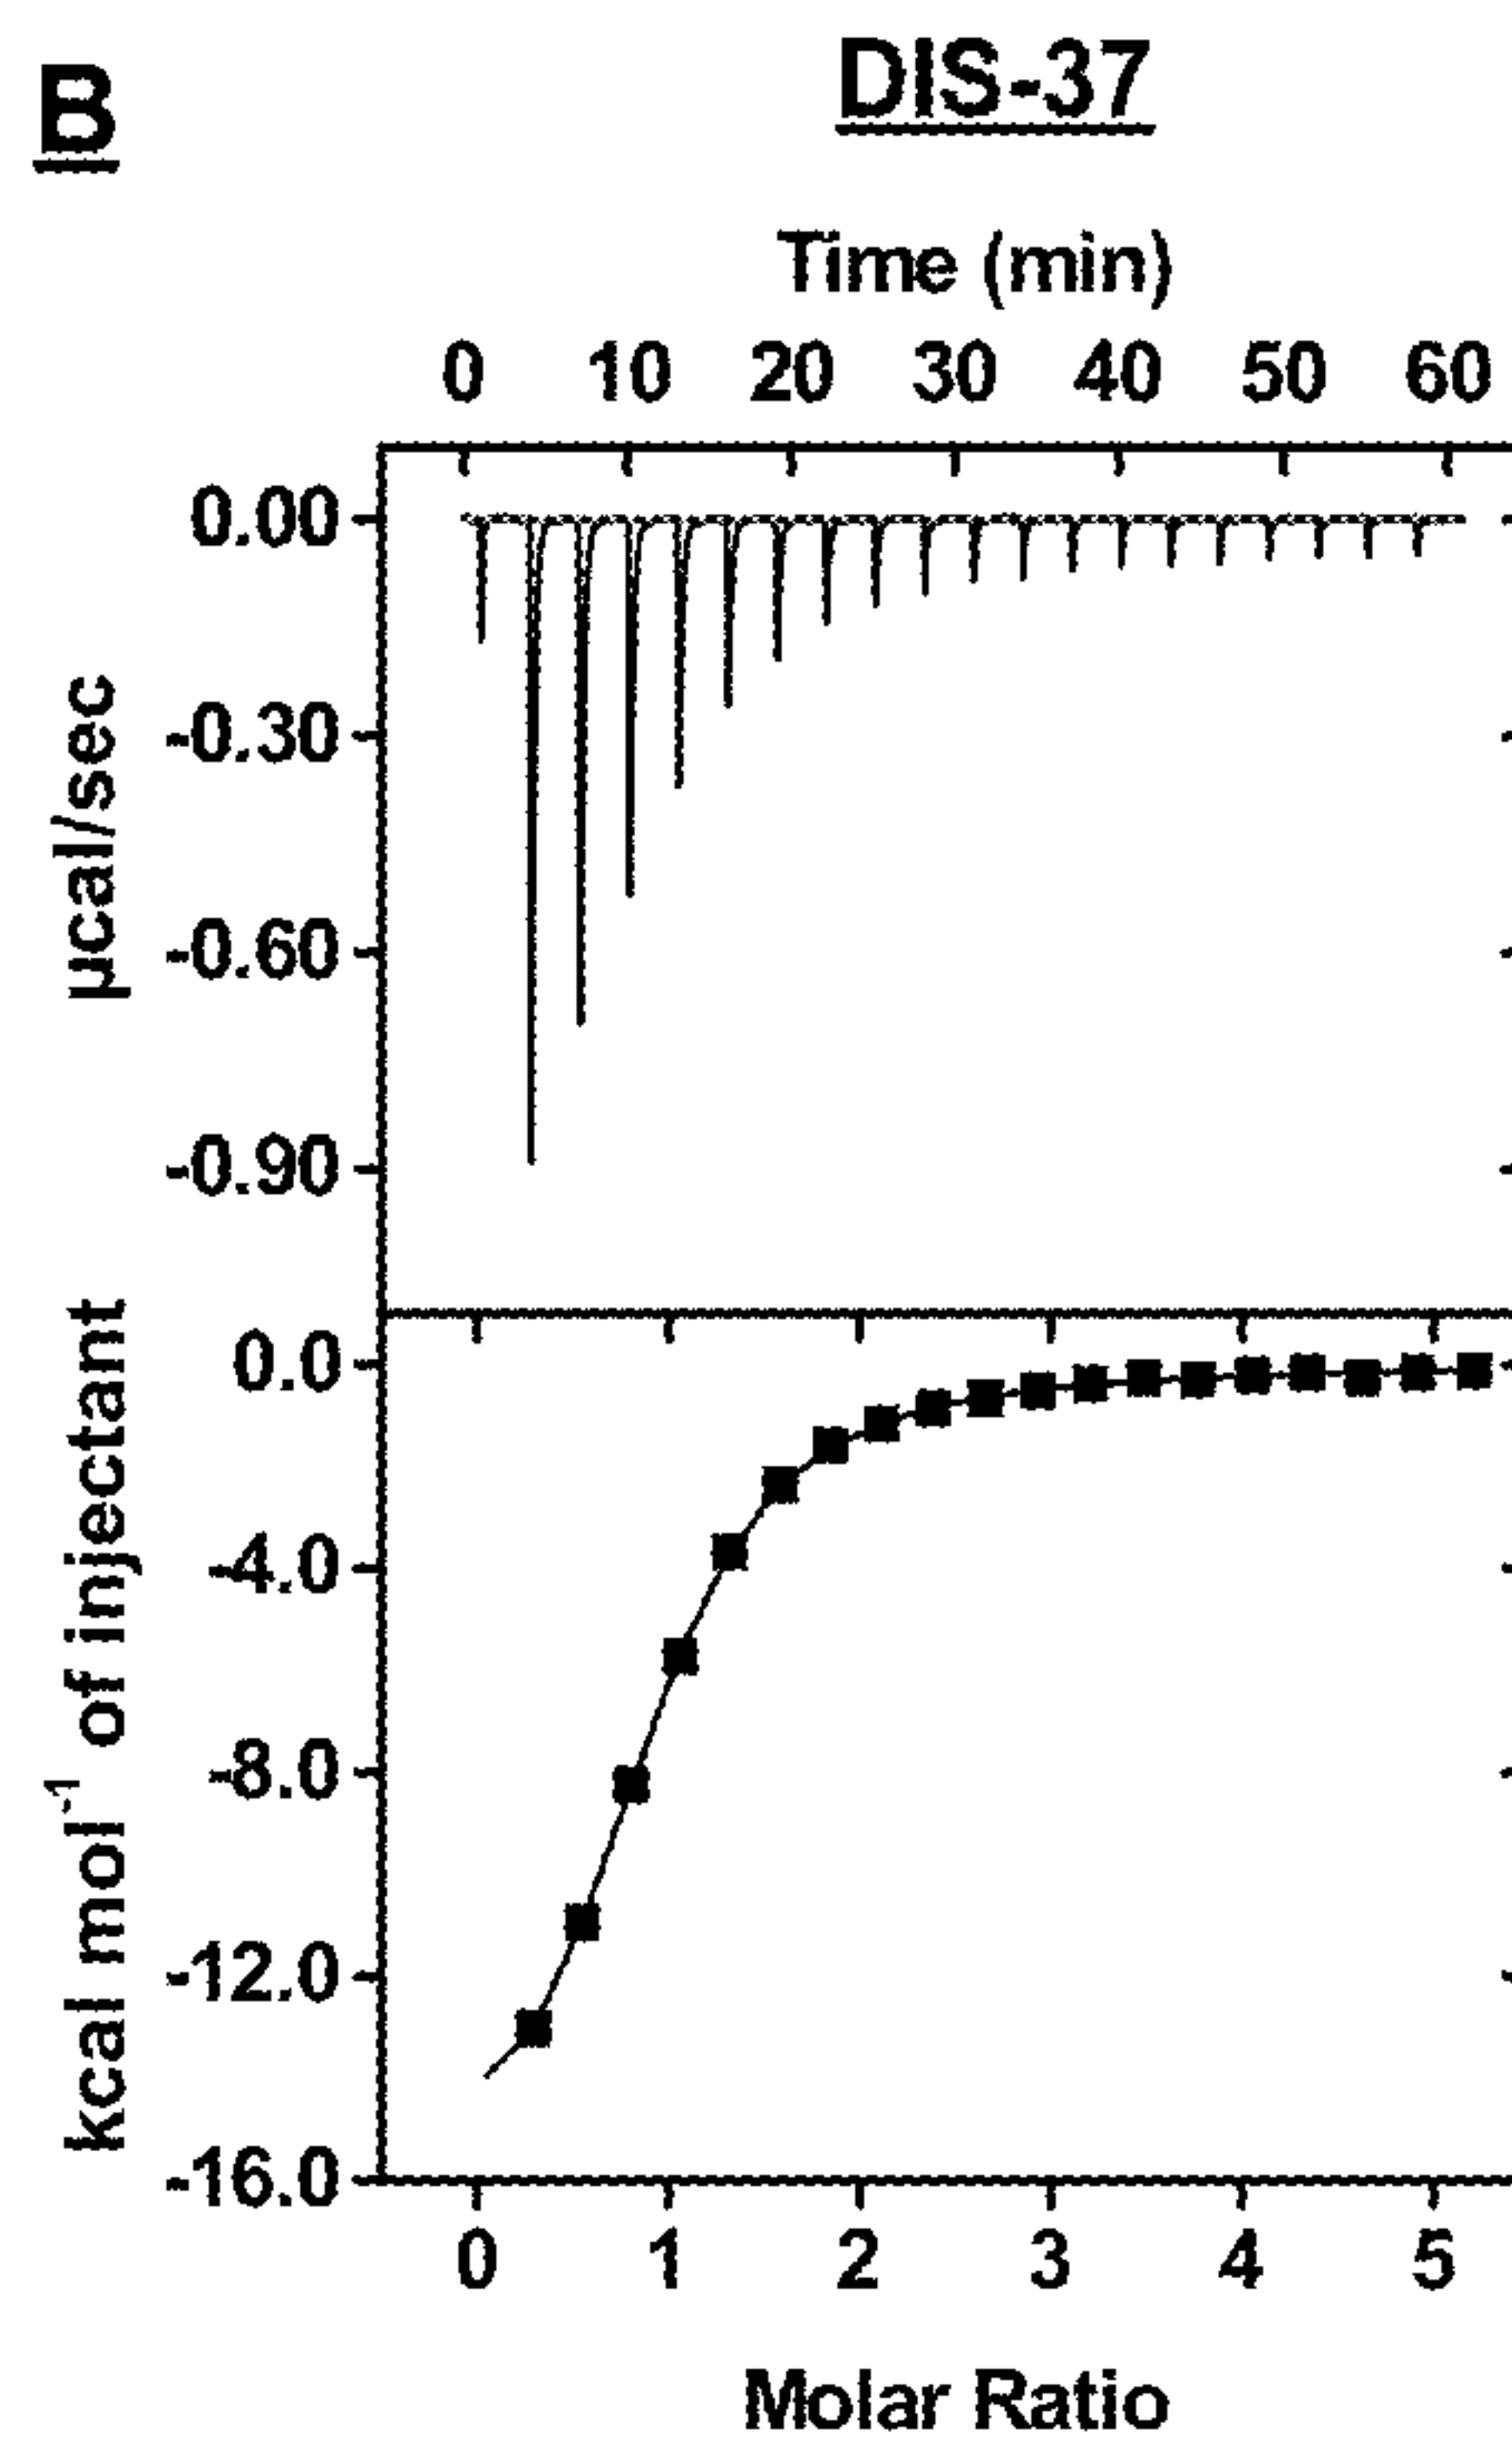 B
DIS-37
Time (min)
0 10 20 30 40 50 60
0.00
-0.30
-0.60
-0.90
µcal/sec
0.0
-4.0
-8.0
-12.0
-16.0
kcal mol⁻¹ of injectant
0 1 2 3 4 5
Molar Ratio